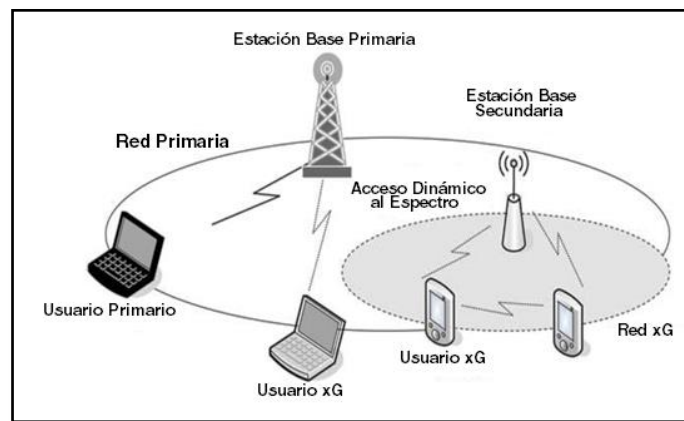 Estación Base Primaria
Estación Base
Secundaria
Red Primaria
Acceso Dinámico
al Espectro
Usuario Primario
Usuario xG
Red xG
Usuario xG